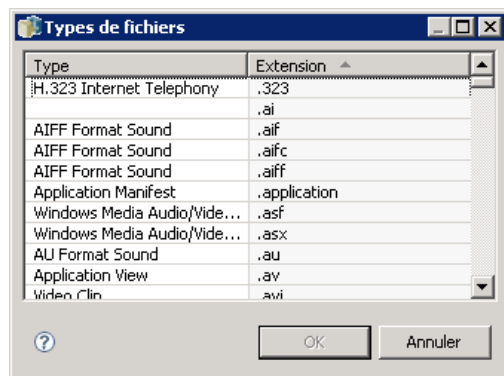 Types de fichiers
Type Extension
H.323 Internet Telephony .323
.ai
AIFF Format Sound .aif
AIFF Format Sound .aifc
AIFF Format Sound .aiff
Application Manifest .application
Windows Media Audio/Vide... .asf
Windows Media Audio/Vide... .asx
AU Format Sound .au
Application View .av
Video Clip .avi
? OK Annuler